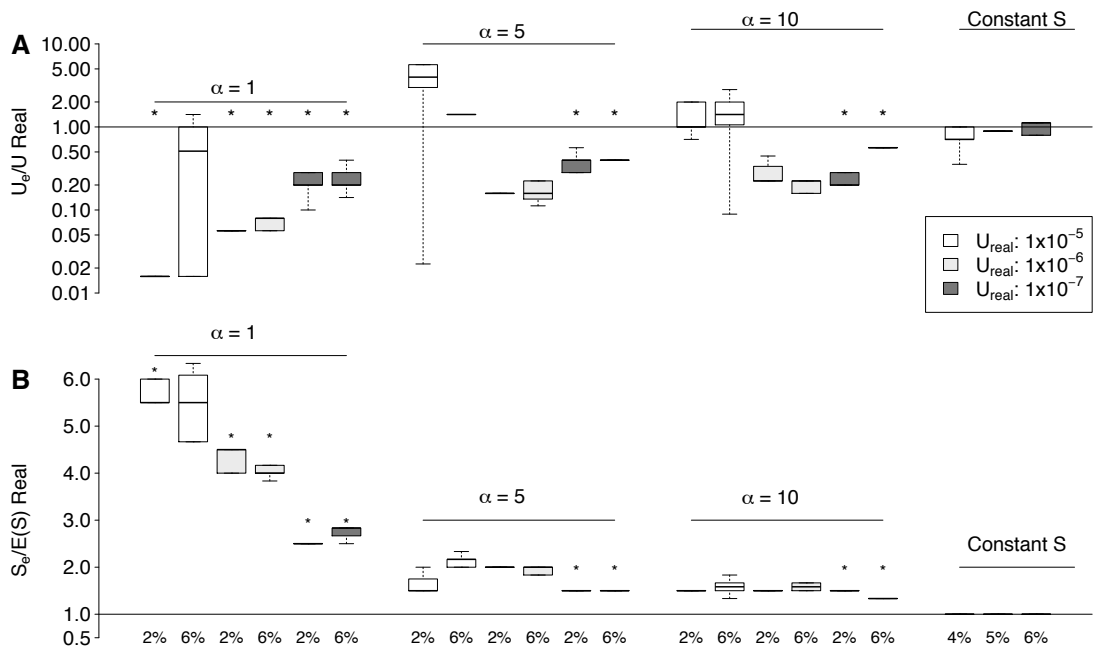 Constant S
α = 10
α = 5
A
α = 1
* * * * *
* *
* *
10.00
5.00
2.00
1.00
0.50
0.20
0.10
0.05
0.02
0.01
Ue/U Real
Ureal: 1x10−5
Ureal: 1x10−6
Ureal: 1x10−7
α = 1
B
*
* *
* *
α = 5
* *
α = 10
* *
Constant S
6.0
5.0
4.0
3.0
2.0
1.0
0.5
Se/E(S) Real
2% 6% 2% 6% 2% 6% 2% 6% 2% 6% 2% 6% 2% 6% 2% 6% 2% 6% 4% 5% 6%